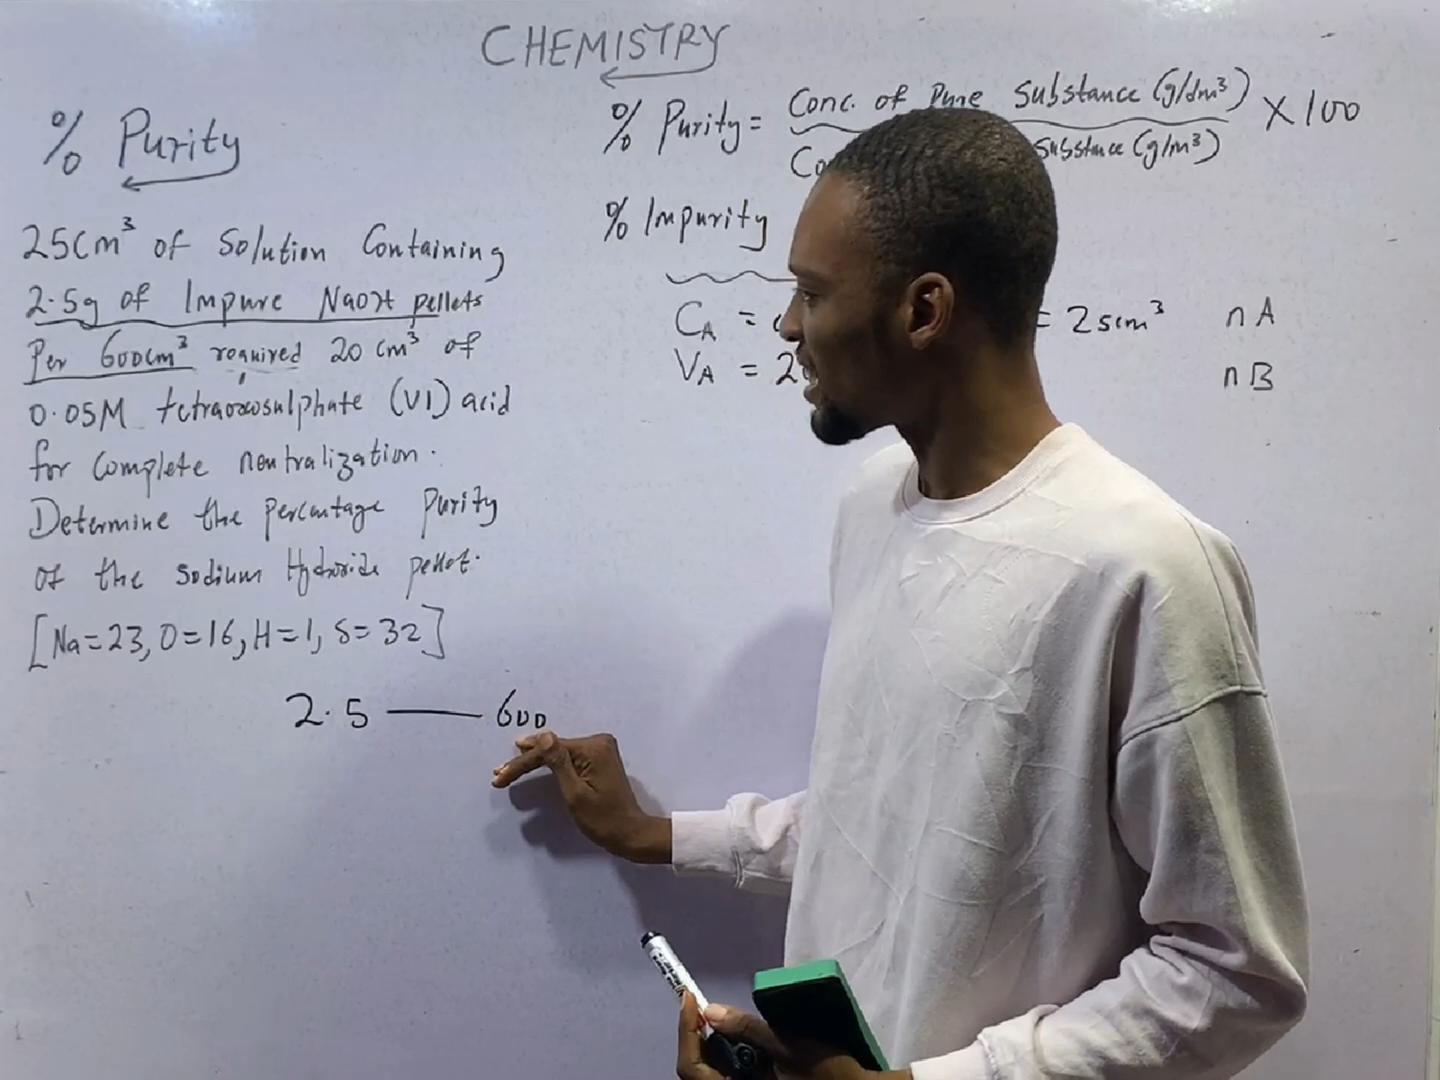 CHEMISTRY
% Purity
25cm³ of Solution Containing
2.5g of Impure NaOH pellets
Per 600cm³ required 20 cm³ of
0.05M tetraoxosulphate (VI) acid
for complete neutralization.
Determine the percentage Purity
of the Sodium Hydroxide pellet.
[Na=23, O=16, H=1, S=32]
2.5 — 600
% Purity = Conc. of Pure Substance (g/dm³) × 100
Substance (g/m³)
% Impurity
CA =
= 25cm³
nA
VA = 20
nB